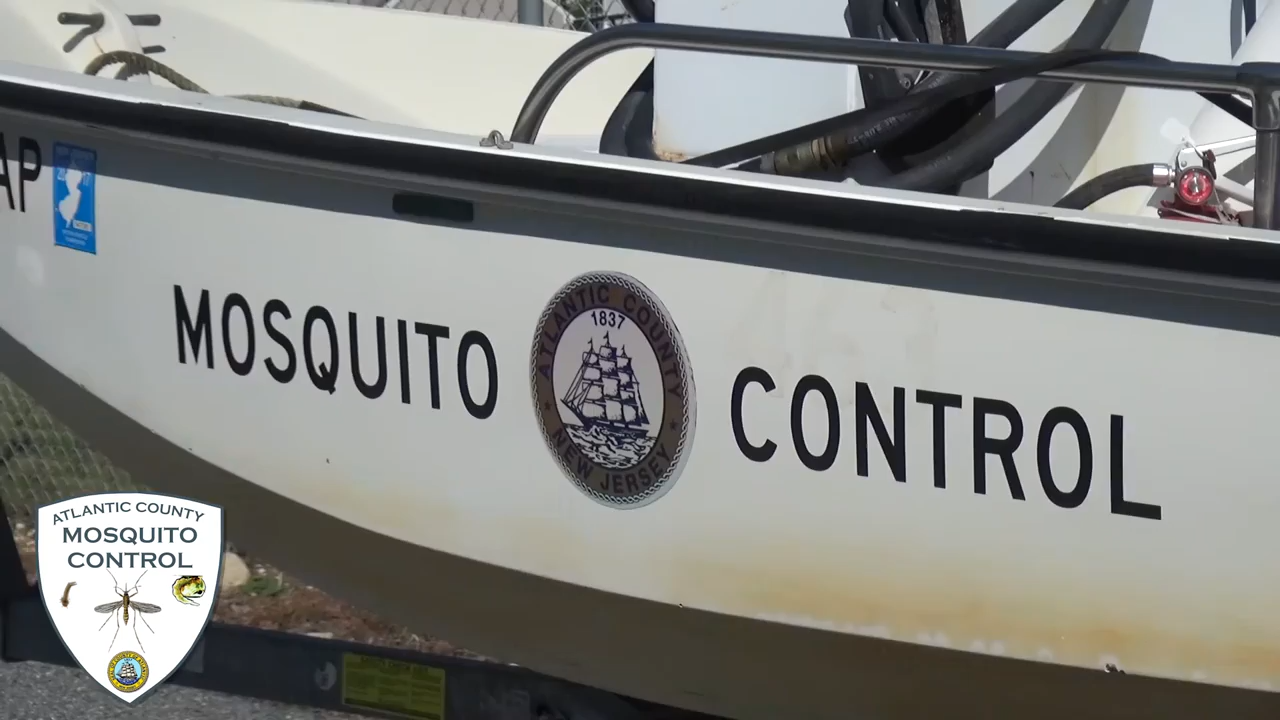 AP
MOSQUITO
ATLANTIC COUNTY
1837
NEW JERSEY
CONTROL
ATLANTIC COUNTY
MOSQUITO
CONTROL